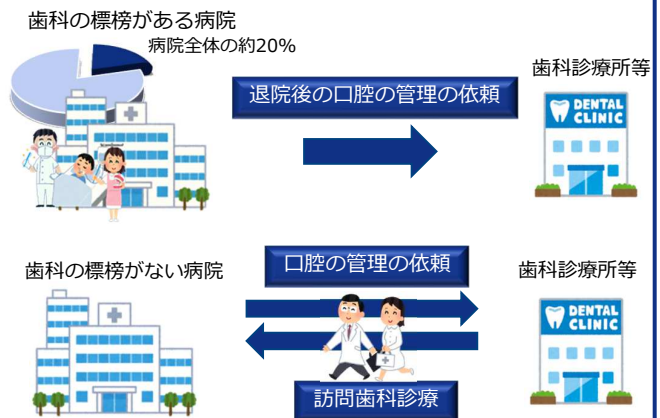 歯科の標榜がある病院
病院全体の約20%
退院後の口腔の管理の依頼
歯科診療所等
DENTAL
CLINIC
歯科の標榜がない病院
口腔の管理の依頼
歯科診療所等
DENTAL
CLINIC
訪問歯科診療